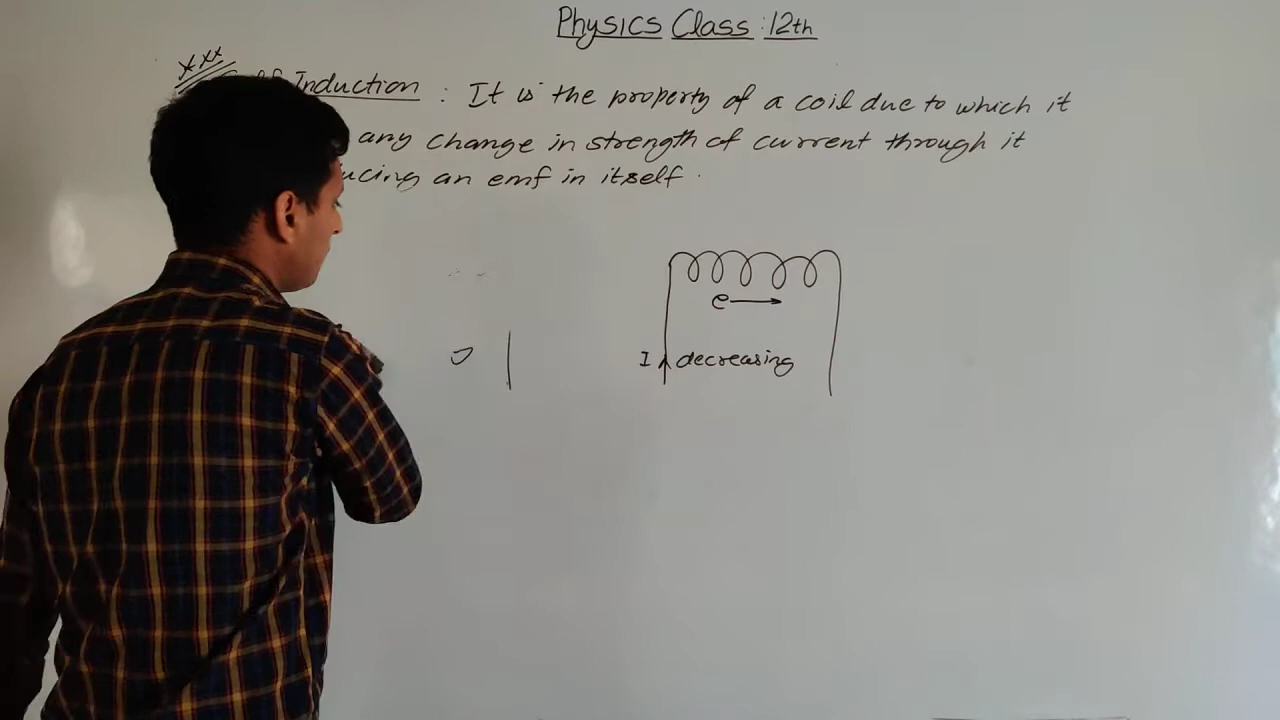 Physics Class : 12th
Induction : It is the property of a coil due to which it
any change in strength of current through it
ucing an emf in itself .
e
I decreasing